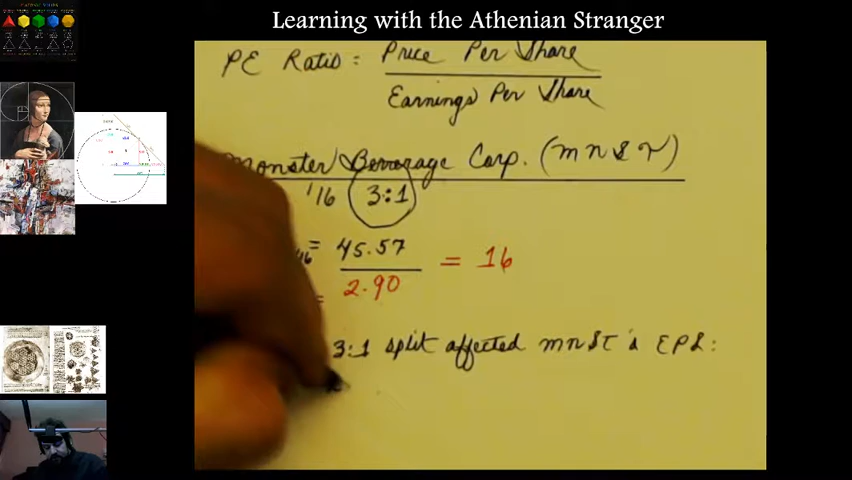 Learning with the Athenian Stranger
PE Ratio = Price Per Share
Earnings Per Share
Monster Beverage Corp. (MNST)
'16 3:1
= 45.57
2.90
= 16
3:1 split affected MNST's EPS: